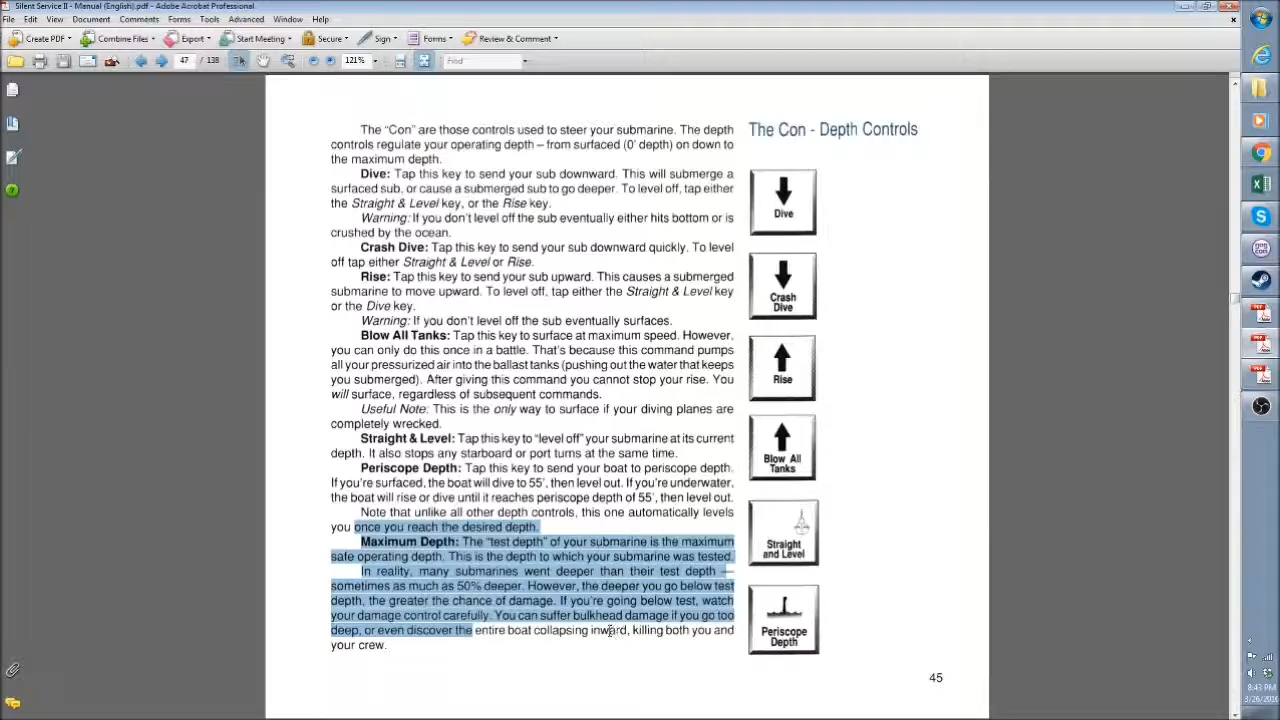 Silent Service II - Manual (English).pdf - Adobe Acrobat Professional
File Edit View Document Comments Forms Tools Advanced Window Help
Create PDF Combine Files Export Start Meeting Secure Sign Forms Review & Comment
47 / 138 121% Find
The Con - Depth Controls
The “Con” are those controls used to steer your submarine. The depth
controls regulate your operating depth – from surfaced (0' depth) on down to
the maximum depth.
Dive: Tap this key to send your sub downward. This will submerge a
surfaced sub, or cause a submerged sub to go deeper. To level off, tap either
the Straight & Level key, or the Rise key.
Warning: If you don't level off the sub eventually either hits bottom or is
crushed by the ocean.
Crash Dive: Tap this key to send your sub downward quickly. To level
off tap either Straight & Level or Rise.
Rise: Tap this key to send your sub upward. This causes a submerged
submarine to move upward. To level off, tap either the Straight & Level key
or the Dive key.
Warning: If you don't level off the sub eventually surfaces.
Blow All Tanks: Tap this key to surface at maximum speed. However,
you can only do this once in a battle. That's because this command pumps
all your pressurized air into the ballast tanks (pushing out the water that keeps
you submerged). After giving this command you cannot stop your rise. You
will surface, regardless of subsequent commands.
Useful Note: This is the only way to surface if your diving planes are
completely wrecked.
Straight & Level: Tap this key to “level off” your submarine at its current
depth. It also stops any starboard or port turns at the same time.
Periscope Depth: Tap this key to send your boat to periscope depth.
If you're surfaced, the boat will dive to 55', then level out. If you're underwater,
the boat will rise or dive until it reaches periscope depth of 55', then level out.
Note that unlike all other depth controls, this one automatically levels
you once you reach the desired depth.
Maximum Depth: The “test depth” of your submarine is the maximum
safe operating depth. This is the depth to which your submarine was tested.
In reality, many submarines went deeper than their test depth —
sometimes as much as 50% deeper. However, the deeper you go below test
depth, the greater the chance of damage. If you're going below test, watch
your damage control carefully. You can suffer bulkhead damage if you go too
deep, or even discover the entire boat collapsing inward, killing both you and
your crew.
Dive
Crash
Dive
Rise
Blow All
Tanks
Straight
and Level
Periscope
Depth
45
8:43 PM
3/26/2016